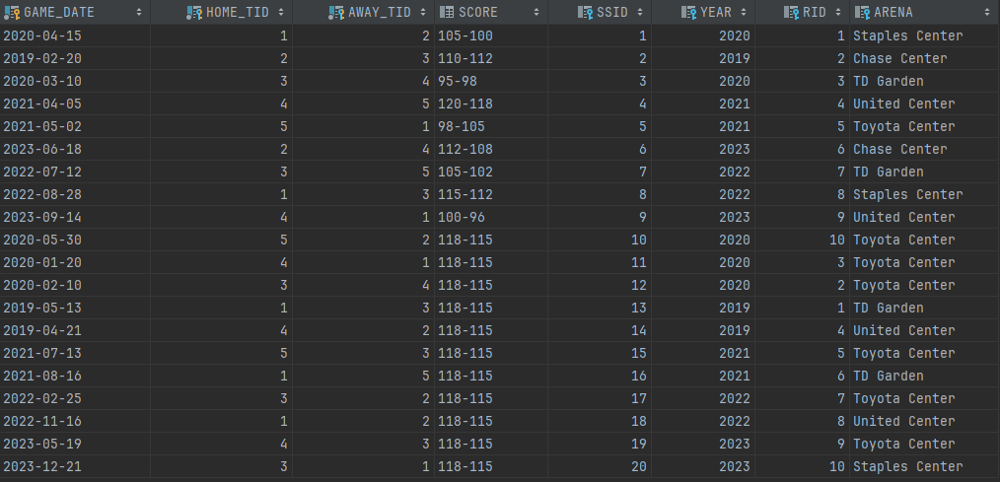 GAME_DATE HOME_TID AWAY_TID SCORE SSID YEAR RID ARENA
2020-04-15 1 2 105-100 1 2020 1 Staples Center
2019-02-20 2 3 110-112 2 2019 2 Chase Center
2020-03-10 3 4 95-98 3 2020 3 TD Garden
2021-04-05 4 5 120-118 4 2021 4 United Center
2021-05-02 5 1 98-105 5 2021 5 Toyota Center
2023-06-18 2 4 112-108 6 2023 6 Chase Center
2022-07-12 3 5 105-102 7 2022 7 TD Garden
2022-08-28 1 3 115-112 8 2022 8 Staples Center
2023-09-14 4 1 100-96 9 2023 9 United Center
2020-05-30 5 2 118-115 10 2020 10 Toyota Center
2020-01-20 4 1 118-115 11 2020 3 Toyota Center
2020-02-10 3 4 118-115 12 2020 2 Toyota Center
2019-05-13 1 3 118-115 13 2019 1 TD Garden
2019-04-21 4 2 118-115 14 2019 4 United Center
2021-07-13 5 3 118-115 15 2021 5 Toyota Center
2021-08-16 1 5 118-115 16 2021 6 TD Garden
2022-02-25 3 2 118-115 17 2022 7 Toyota Center
2022-11-16 1 2 118-115 18 2022 8 United Center
2023-05-19 4 3 118-115 19 2023 9 Toyota Center
2023-12-21 3 1 118-115 20 2023 10 Staples Center